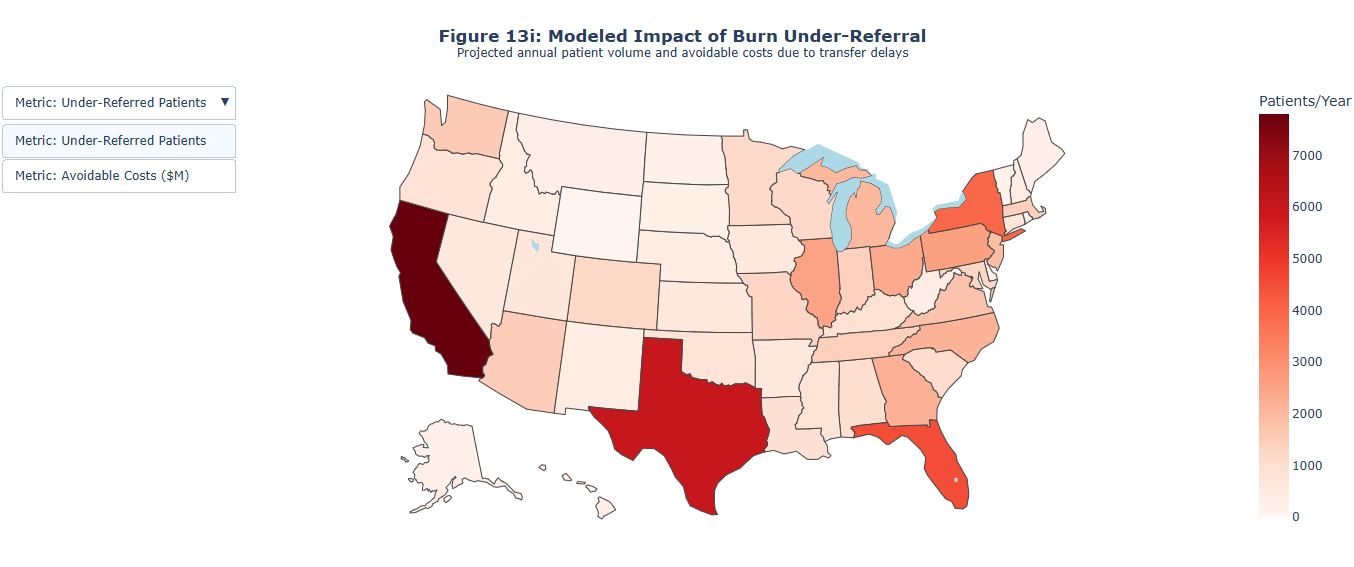 Figure 13i: Modeled Impact of Burn Under-Referral
Projected annual patient volume and avoidable costs due to transfer delays
Metric: Under-Referred Patients ▼
Metric: Under-Referred Patients
Metric: Avoidable Costs ($M)
Patients/Year
7000
6000
5000
4000
3000
2000
1000
0